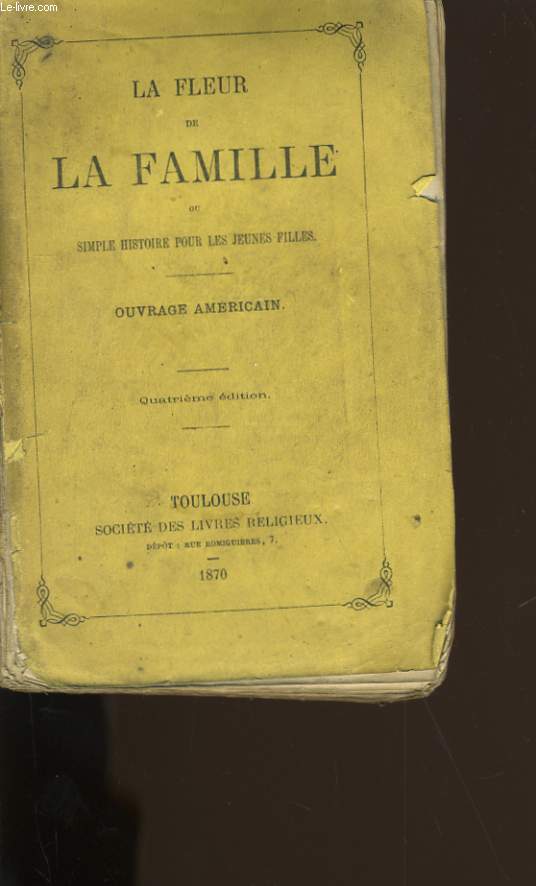 Le-livre.com
LA FLEUR
DE
LA FAMILLE
OU
SIMPLE HISTOIRE POUR LES JEUNES FILLES.
OUVRAGE AMERICAIN.
Quatrième édition.
TOULOUSE
SOCIÉTÉ DES LIVRES RELIGIEUX.
DÉPÔT : RUE ROMIGUIÈRES, 7.
1870